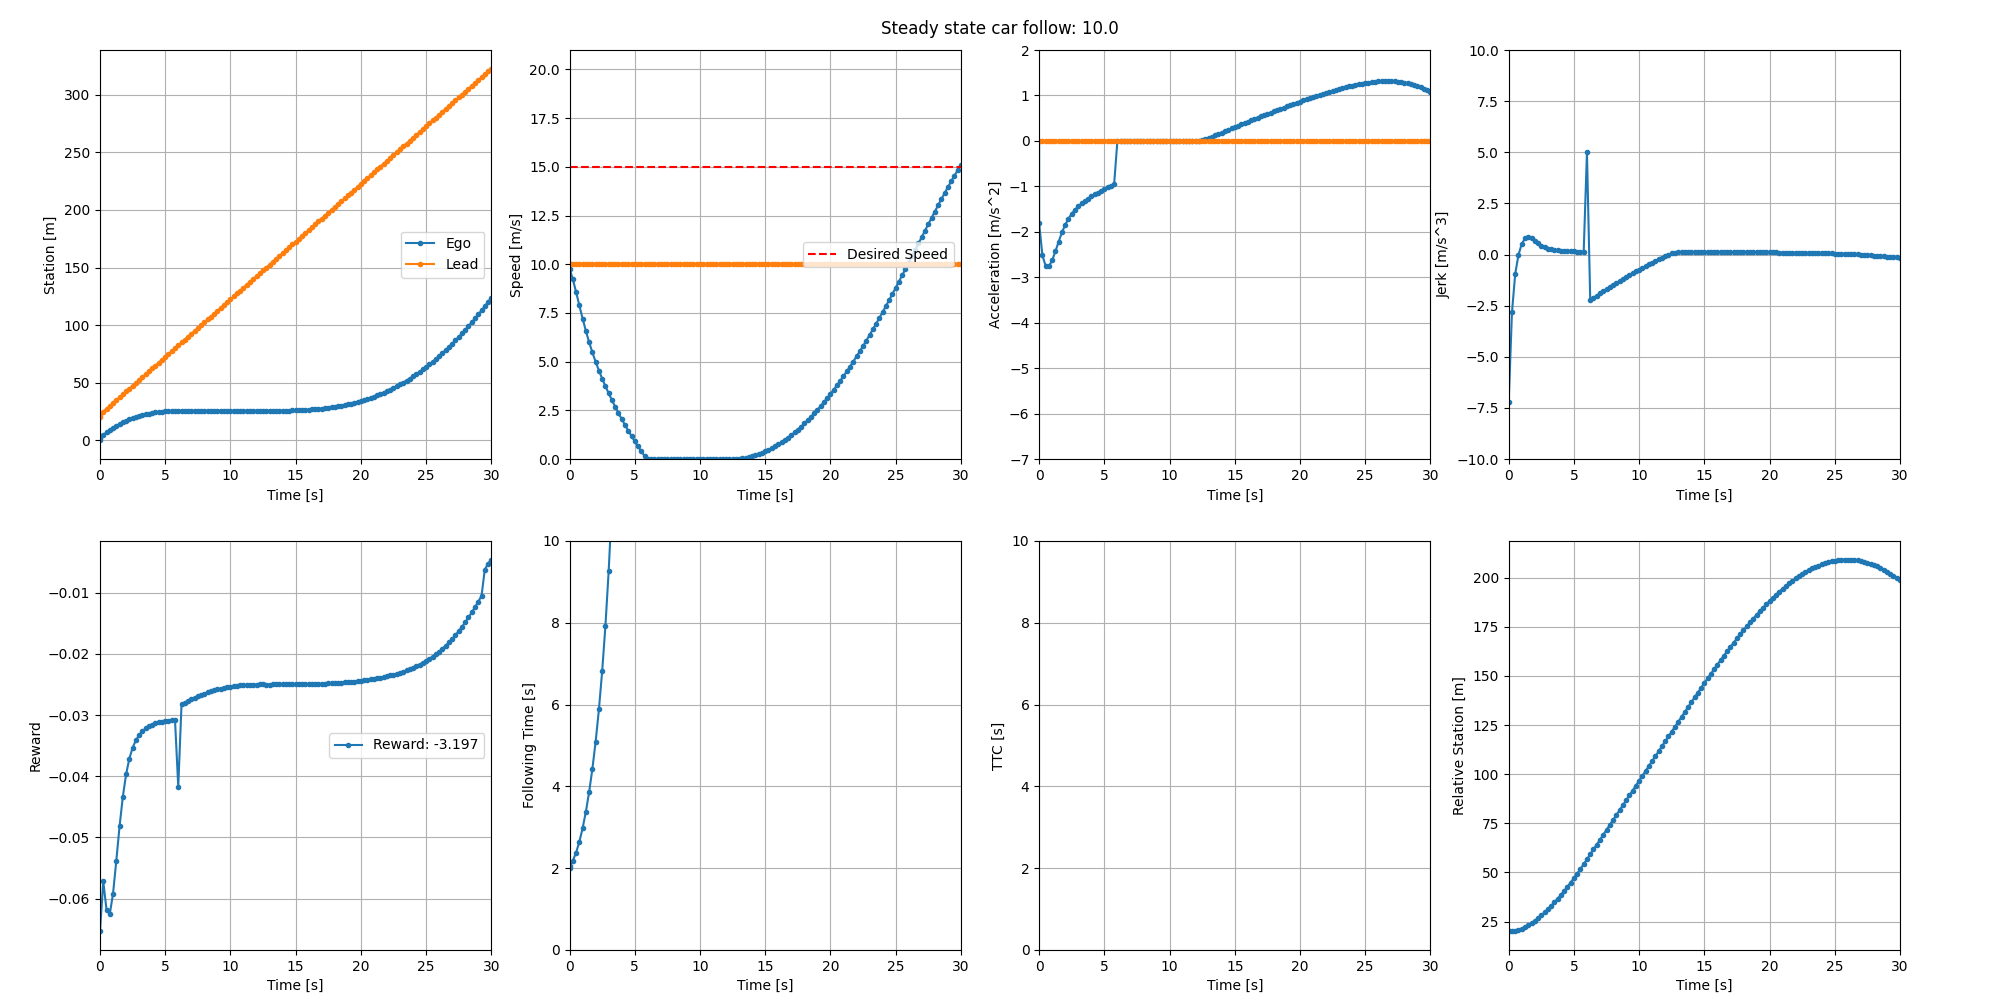 Steady state car follow: 10.0
Station [m]
300
250
200
150
100
50
0
Ego
Lead
0 5 10 15 20 25 30
Time [s]
Speed [m/s]
20.0
17.5
15.0
12.5
10.0
7.5
5.0
2.5
0.0
Desired Speed
0 5 10 15 20 25 30
Time [s]
Acceleration [m/s^2]
2
1
0
−1
−2
−3
−4
−5
−6
−7
0 5 10 15 20 25 30
Time [s]
Jerk [m/s^3]
10.0
7.5
5.0
2.5
0.0
−2.5
−5.0
−7.5
−10.0
0 5 10 15 20 25 30
Time [s]
Reward
−0.01
−0.02
−0.03
−0.04
−0.05
−0.06
Reward: -3.197
0 5 10 15 20 25 30
Time [s]
Following Time [s]
10
8
6
4
2
0
0 5 10 15 20 25 30
Time [s]
TTC [s]
10
8
6
4
2
0
0 5 10 15 20 25 30
Time [s]
Relative Station [m]
200
175
150
125
100
75
50
25
0 5 10 15 20 25 30
Time [s]